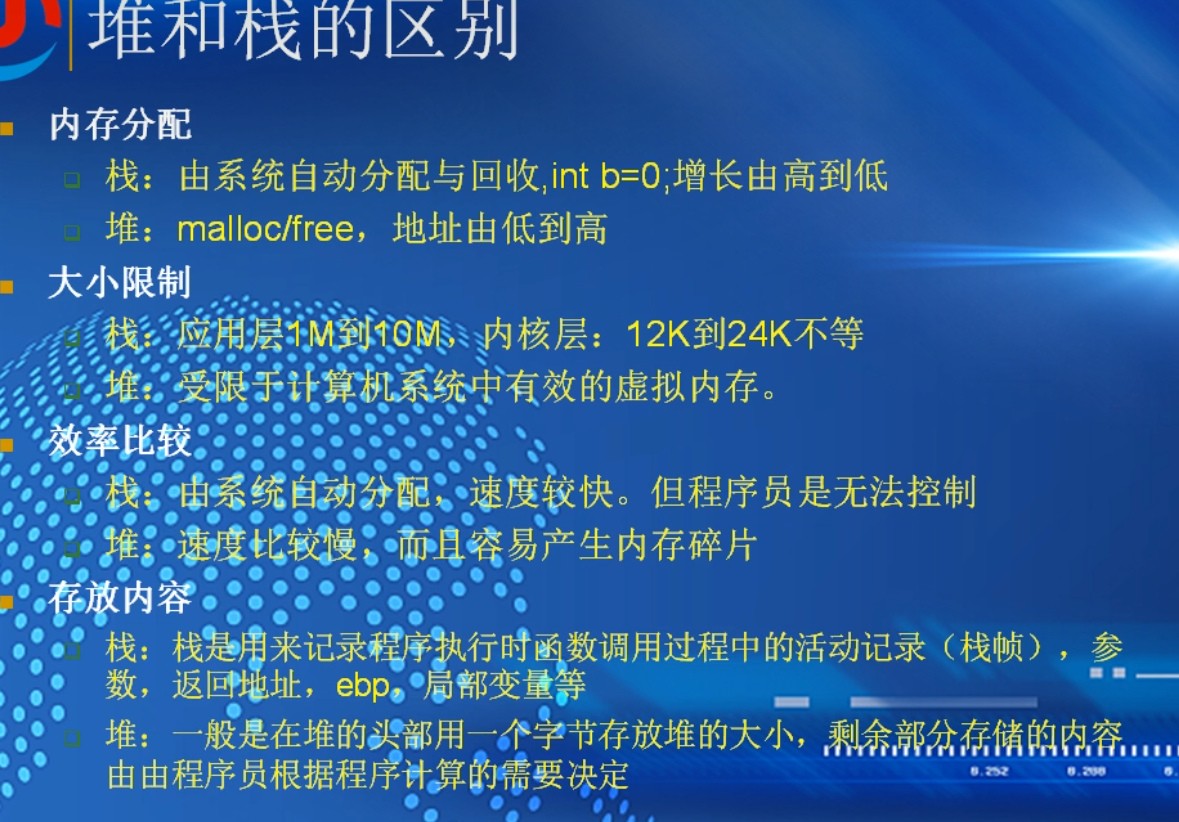 堆和栈的区别
内存分配
栈：由系统自动分配与回收,int b=0;增长由高到低
堆：malloc/free，地址由低到高
大小限制
栈：应用层1M到10M，内核层：12K到24K不等
堆：受限于计算机系统中有效的虚拟内存。
效率比较
栈：由系统自动分配，速度较快。但程序员是无法控制
堆：速度比较慢，而且容易产生内存碎片
存放内容
栈：栈是用来记录程序执行时函数调用过程中的活动记录（栈帧），参
数，返回地址，ebp，局部变量等
堆：一般是在堆的头部用一个字节存放堆的大小，剩余部分存储的内容
由由程序员根据程序计算的需要决定
0.252 0.208